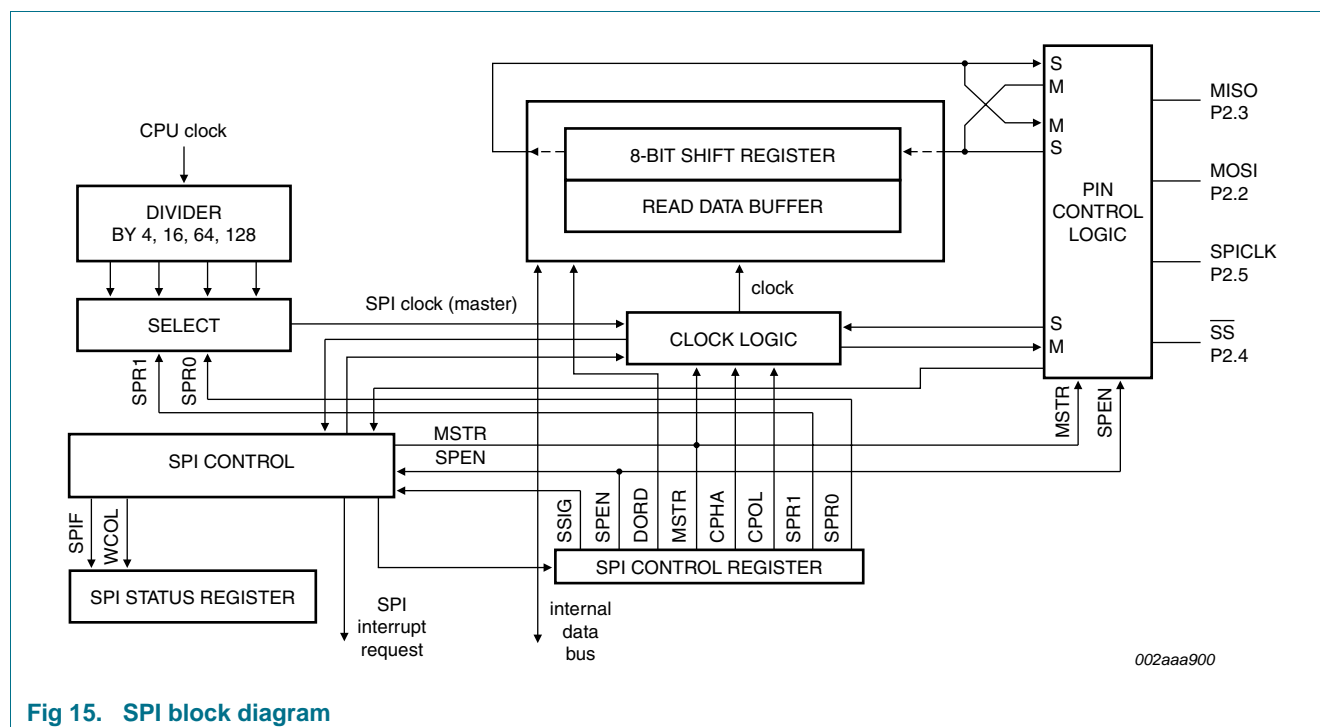 CPU clock
DIVIDER
BY 4, 16, 64, 128
SELECT
SPR1
SPR0
SPI clock (master)
8-BIT SHIFT REGISTER
READ DATA BUFFER
clock
CLOCK LOGIC
S
M
M
S
PIN
CONTROL
LOGIC
S
M
MISO
P2.3
MOSI
P2.2
SPICLK
P2.5
SS
P2.4
MSTR
SPEN
SPI CONTROL
MSTR
SPEN
SPIF
WCOL
SPI STATUS REGISTER
SPI
interrupt
request
SSIG
SPEN
DORD
MSTR
CPHA
CPOL
SPR1
SPR0
SPI CONTROL REGISTER
internal
data
bus
002aaa900
Fig 15. SPI block diagram